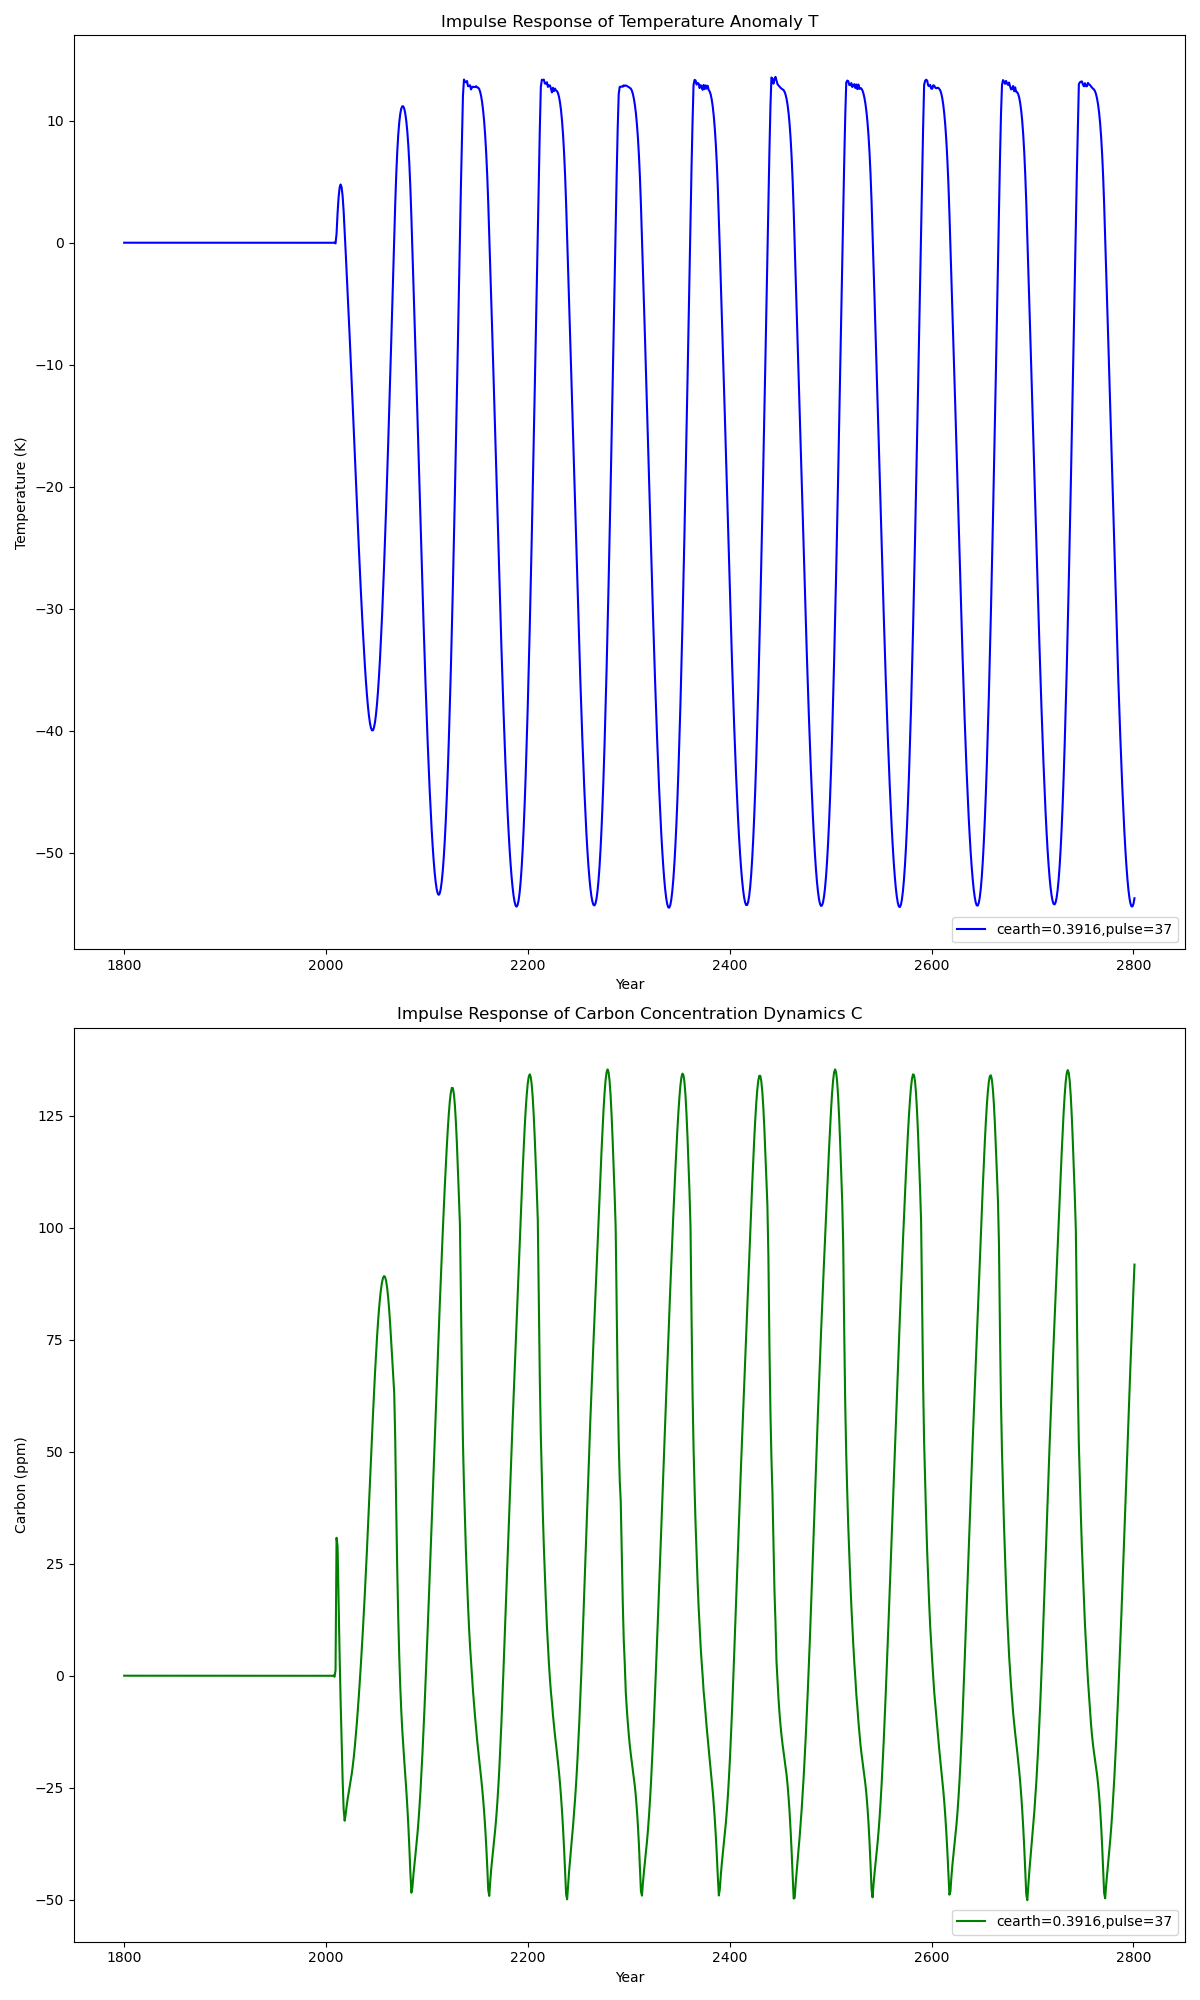 Impulse Response of Temperature Anomaly T
Temperature (K)
10
0
−10
−20
−30
−40
−50
cearth=0.3916,pulse=37
1800 2000 2200 2400 2600 2800
Year
Impulse Response of Carbon Concentration Dynamics C
Carbon (ppm)
125
100
75
50
25
0
−25
−50
cearth=0.3916,pulse=37
1800 2000 2200 2400 2600 2800
Year